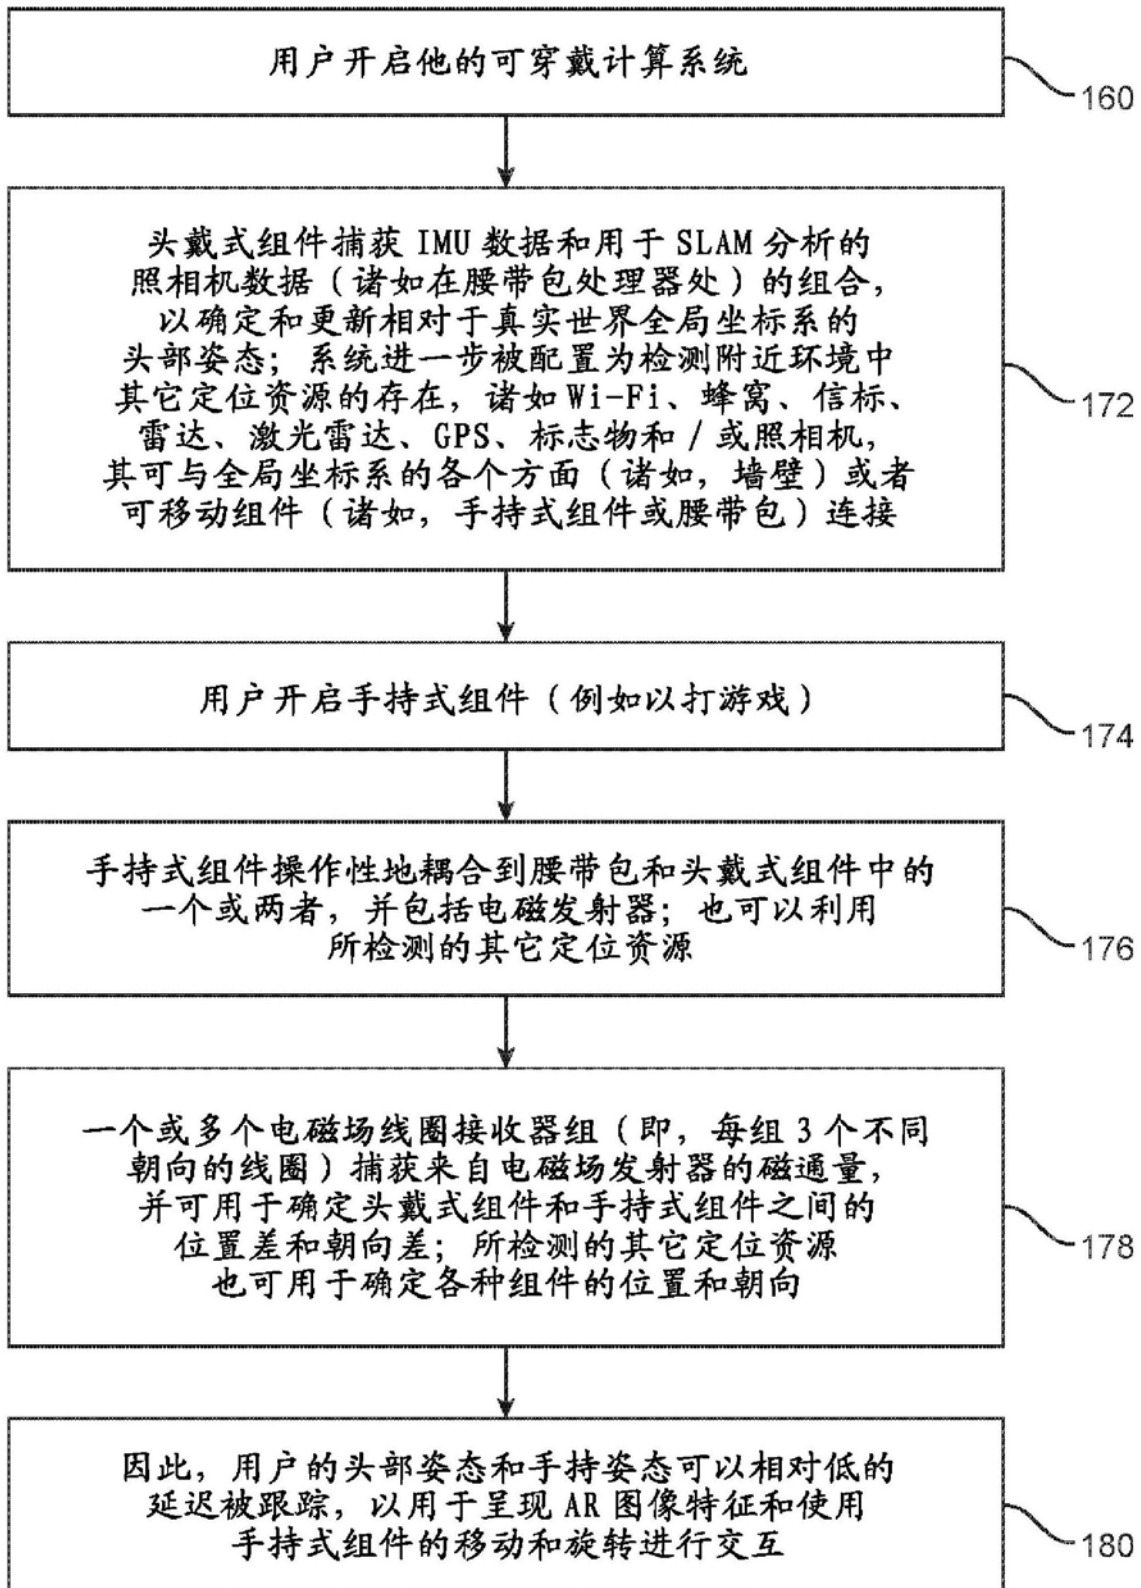 用户开启他的可穿戴计算系统
160
头戴式组件捕获 IMU 数据和用于 SLAM 分析的
照相机数据（诸如在腰带包处理器处）的组合，
以确定和更新相对于真实世界全局坐标系的
头部姿态；系统进一步被配置为检测附近环境中
其它定位资源的存在，诸如 Wi-Fi、蜂窝、信标、
雷达、激光雷达、GPS、标志物和 / 或照相机，
其可与全局坐标系的各个方面（诸如，墙壁）或者
可移动组件（诸如，手持式组件或腰带包）连接
172
用户开启手持式组件（例如以打游戏）
174
手持式组件操作性地耦合到腰带包和头戴式组件中的
一个或两者，并包括电磁发射器；也可以利用
所检测的其它定位资源
176
一个或多个电磁场线圈接收器组（即，每组 3 个不同
朝向的线圈）捕获来自电磁场发射器的磁通量，
并可用于确定头戴式组件和手持式组件之间的
位置差和朝向差；所检测的其它定位资源
也可用于确定各种组件的位置和朝向
178
因此，用户的头部姿态和手持姿态可以相对低的
延迟被跟踪，以用于呈现 AR 图像特征和使用
手持式组件的移动和旋转进行交互
180